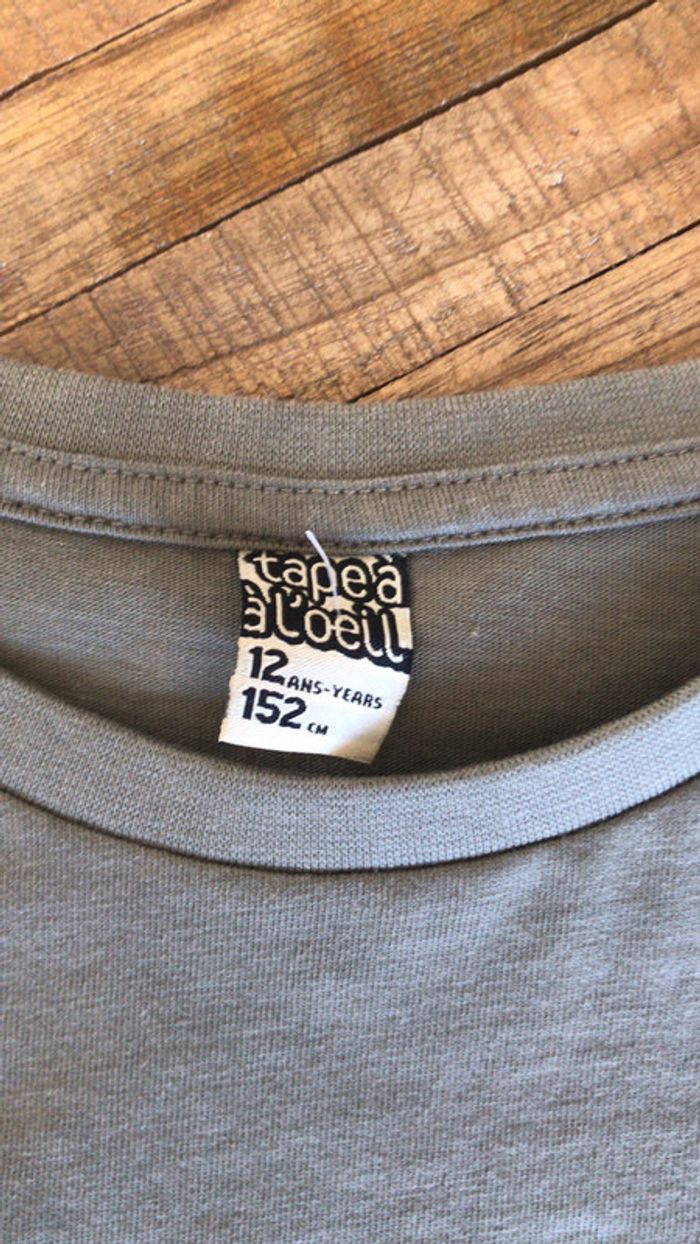 tape à
à l'oeil
12 ANS-YEARS
152 CM